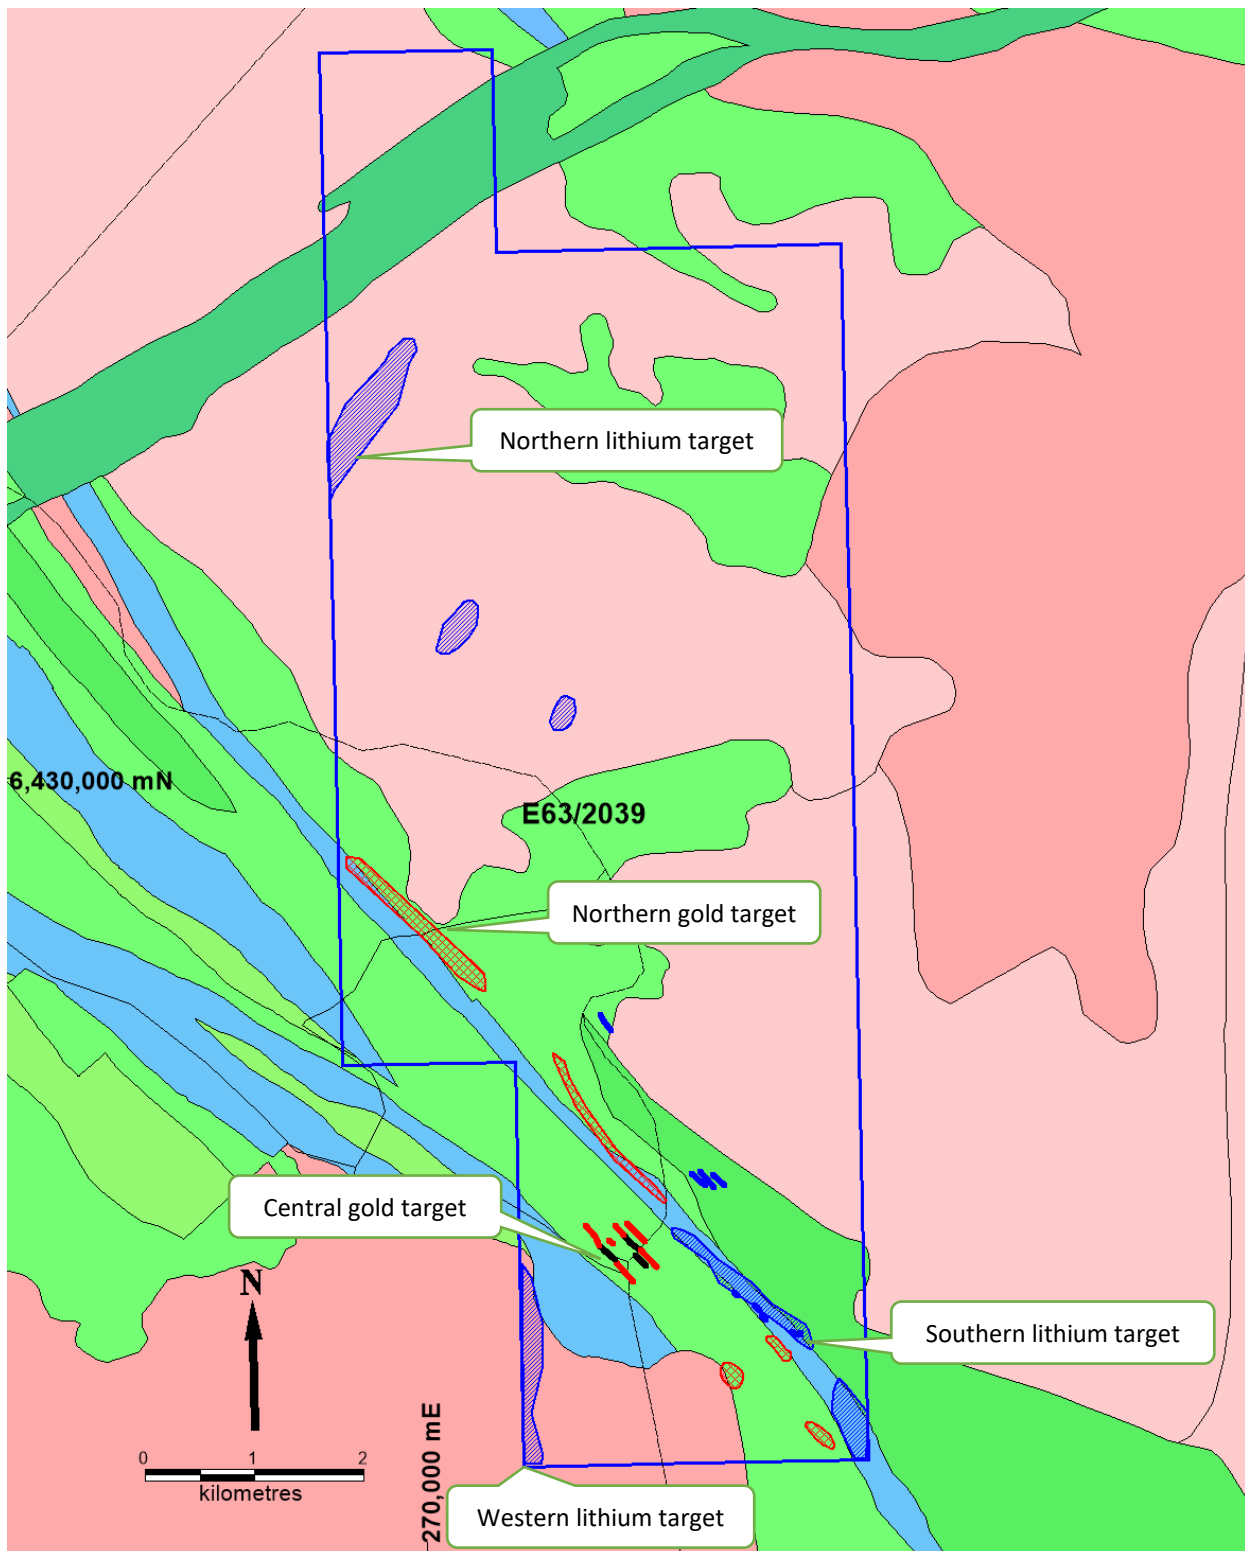 Northern lithium target
6,430,000 mN
E63/2039
Northern gold target
Central gold target
N
Southern lithium target
270,000 mE
0 1 2
kilometres
Western lithium target